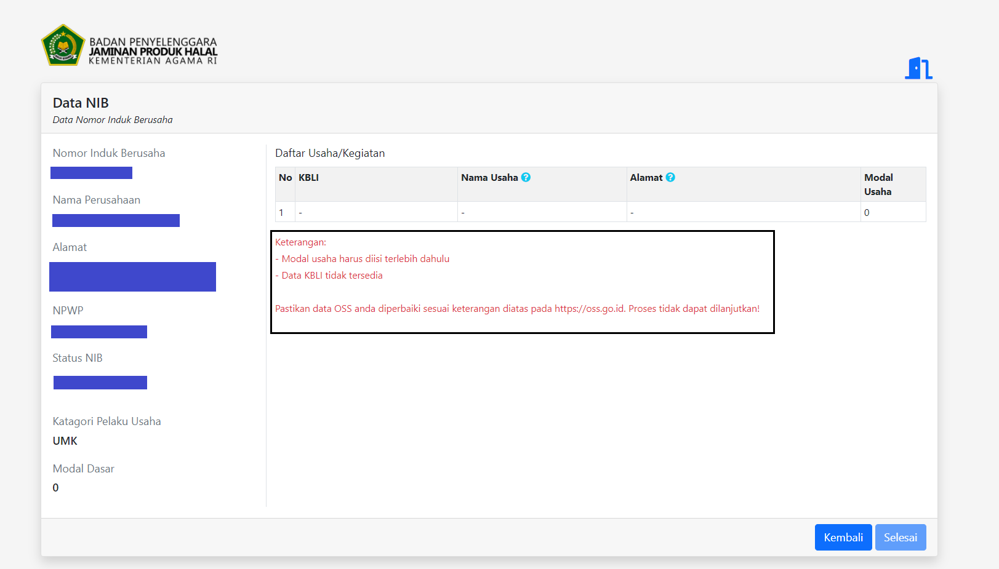 BADAN PENYELENGGARA
JAMINAN PRODUK HALAL
KEMENTERIAN AGAMA RI
Data NIB
Data Nomor Induk Berusaha
Nomor Induk Berusaha
Nama Perusahaan
Alamat
NPWP
Status NIB
Katagori Pelaku Usaha
UMK
Modal Dasar
0
Daftar Usaha/Kegiatan
No KBLI Nama Usaha ? Alamat ? Modal Usaha
1 - - - 0
Keterangan:
- Modal usaha harus diisi terlebih dahulu
- Data KBLI tidak tersedia
Pastikan data OSS anda diperbaiki sesuai keterangan diatas pada https://oss.go.id. Proses tidak dapat dilanjutkan!
Kembali Selesai